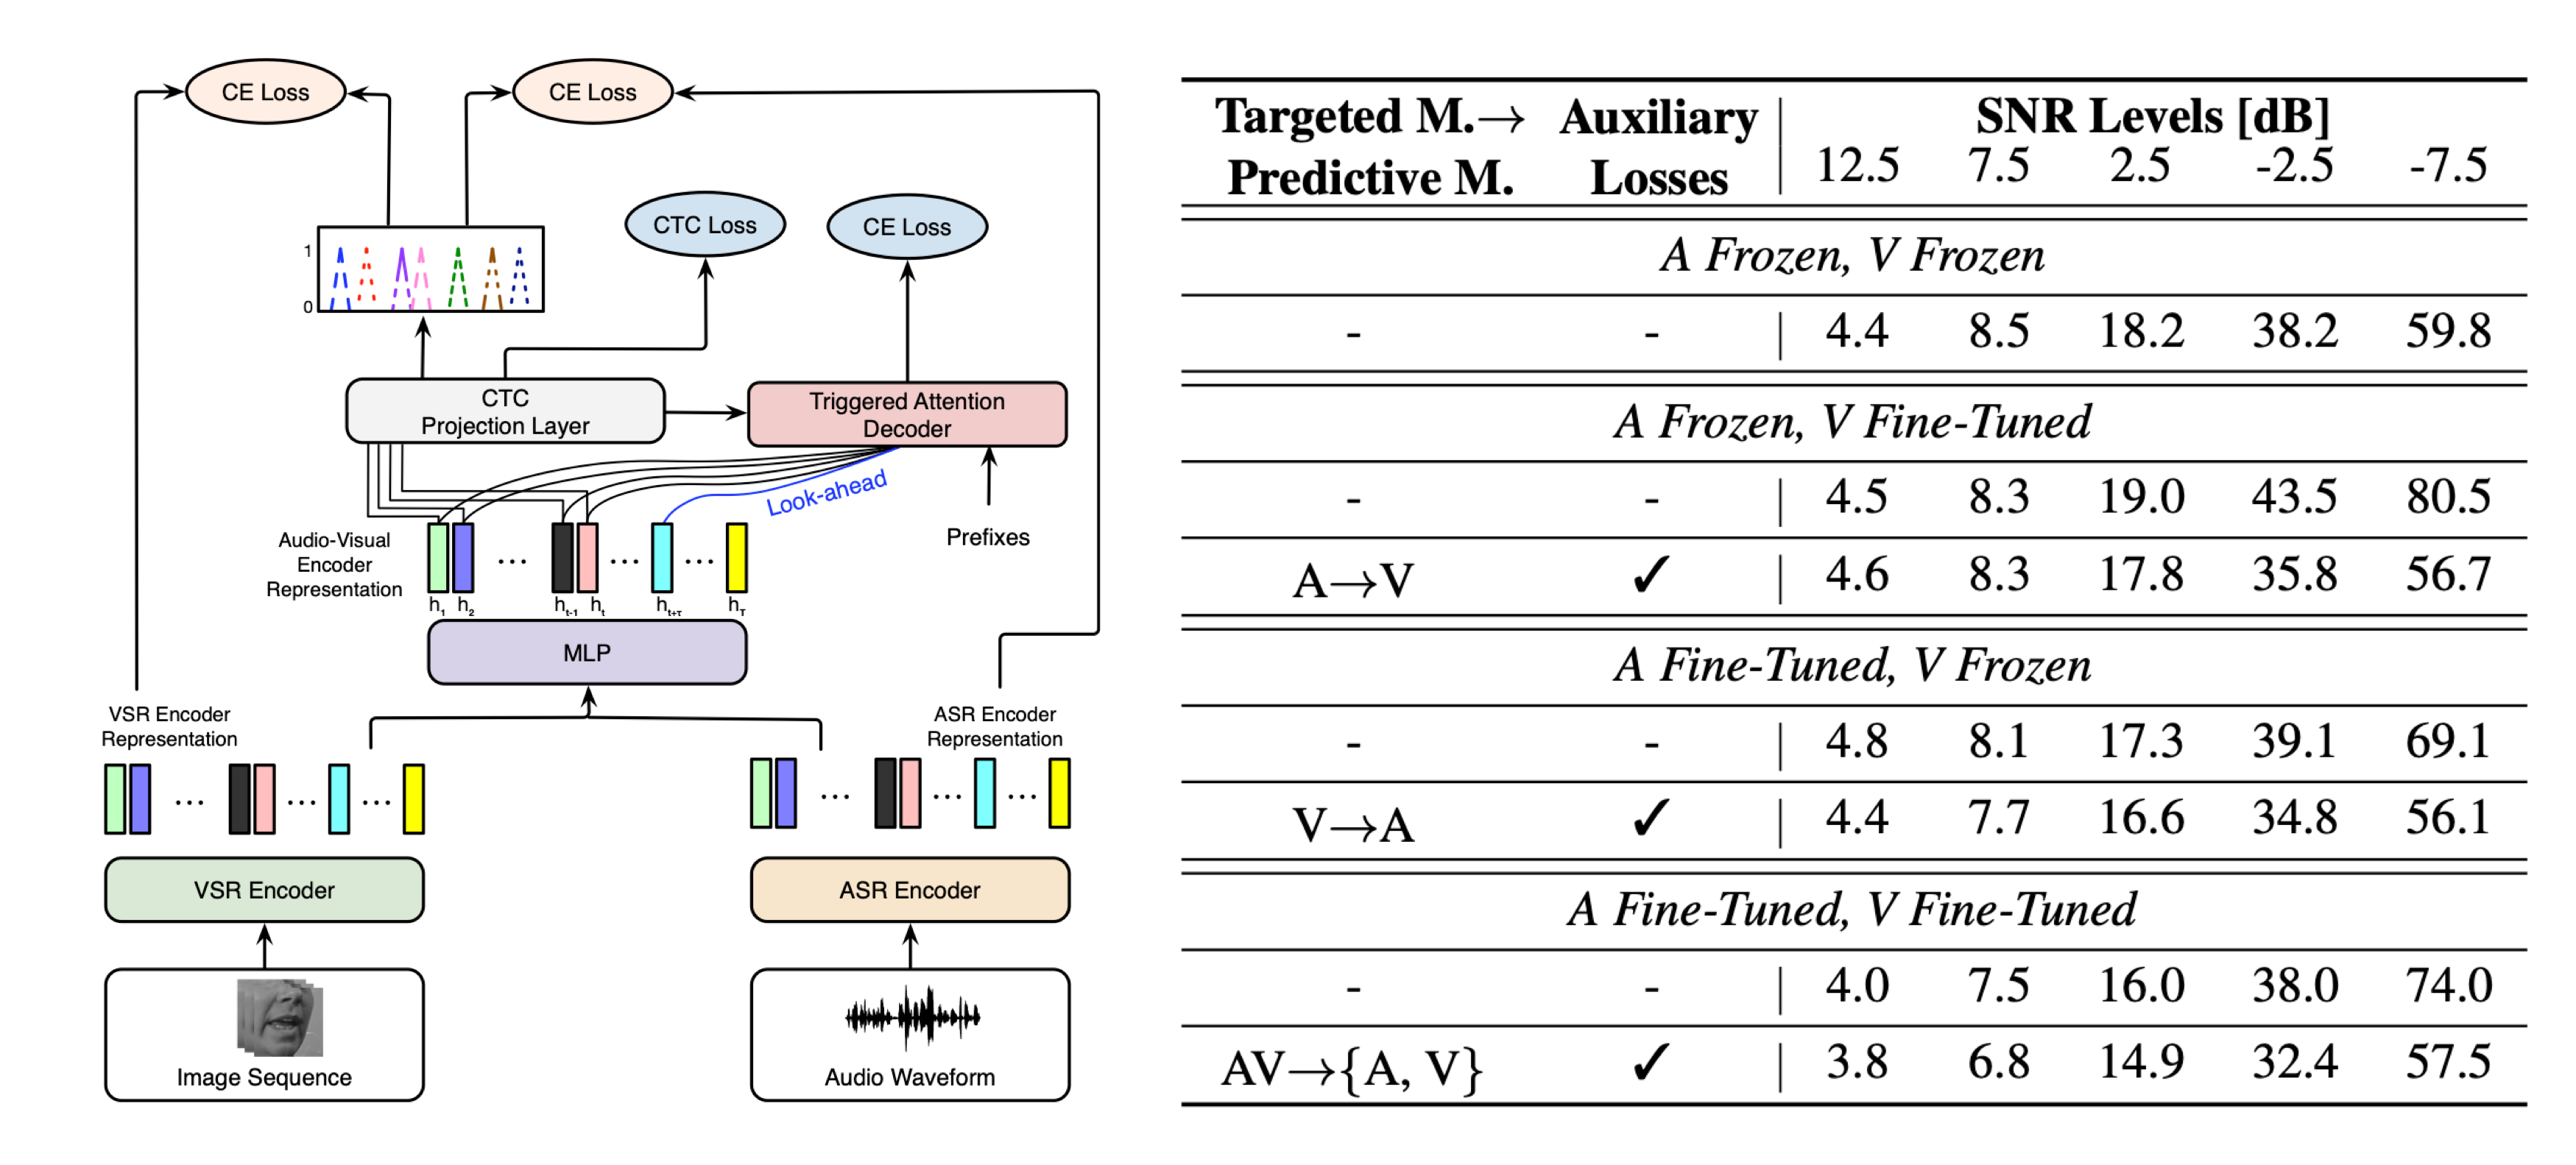 CE Loss
CE Loss
CTC Loss
CE Loss
1
0
CTC
Projection Layer
Triggered Attention
Decoder
Look-ahead
Prefixes
Audio-Visual
Encoder
Representation
... ... ...
h₁ h₂ hₜ₋₁ hₜ hₜ₊τ h_T
MLP
VSR Encoder
Representation
ASR Encoder
Representation
... ... ...
... ... ...
VSR Encoder
ASR Encoder
Image Sequence
Audio Waveform
Targeted M.→ Auxiliary SNR Levels [dB]
Predictive M. Losses 12.5 7.5 2.5 -2.5 -7.5
A Frozen, V Frozen
- - 4.4 8.5 18.2 38.2 59.8
A Frozen, V Fine-Tuned
- - 4.5 8.3 19.0 43.5 80.5
A→V ✓ 4.6 8.3 17.8 35.8 56.7
A Fine-Tuned, V Frozen
- - 4.8 8.1 17.3 39.1 69.1
V→A ✓ 4.4 7.7 16.6 34.8 56.1
A Fine-Tuned, V Fine-Tuned
- - 4.0 7.5 16.0 38.0 74.0
AV→{A, V} ✓ 3.8 6.8 14.9 32.4 57.5